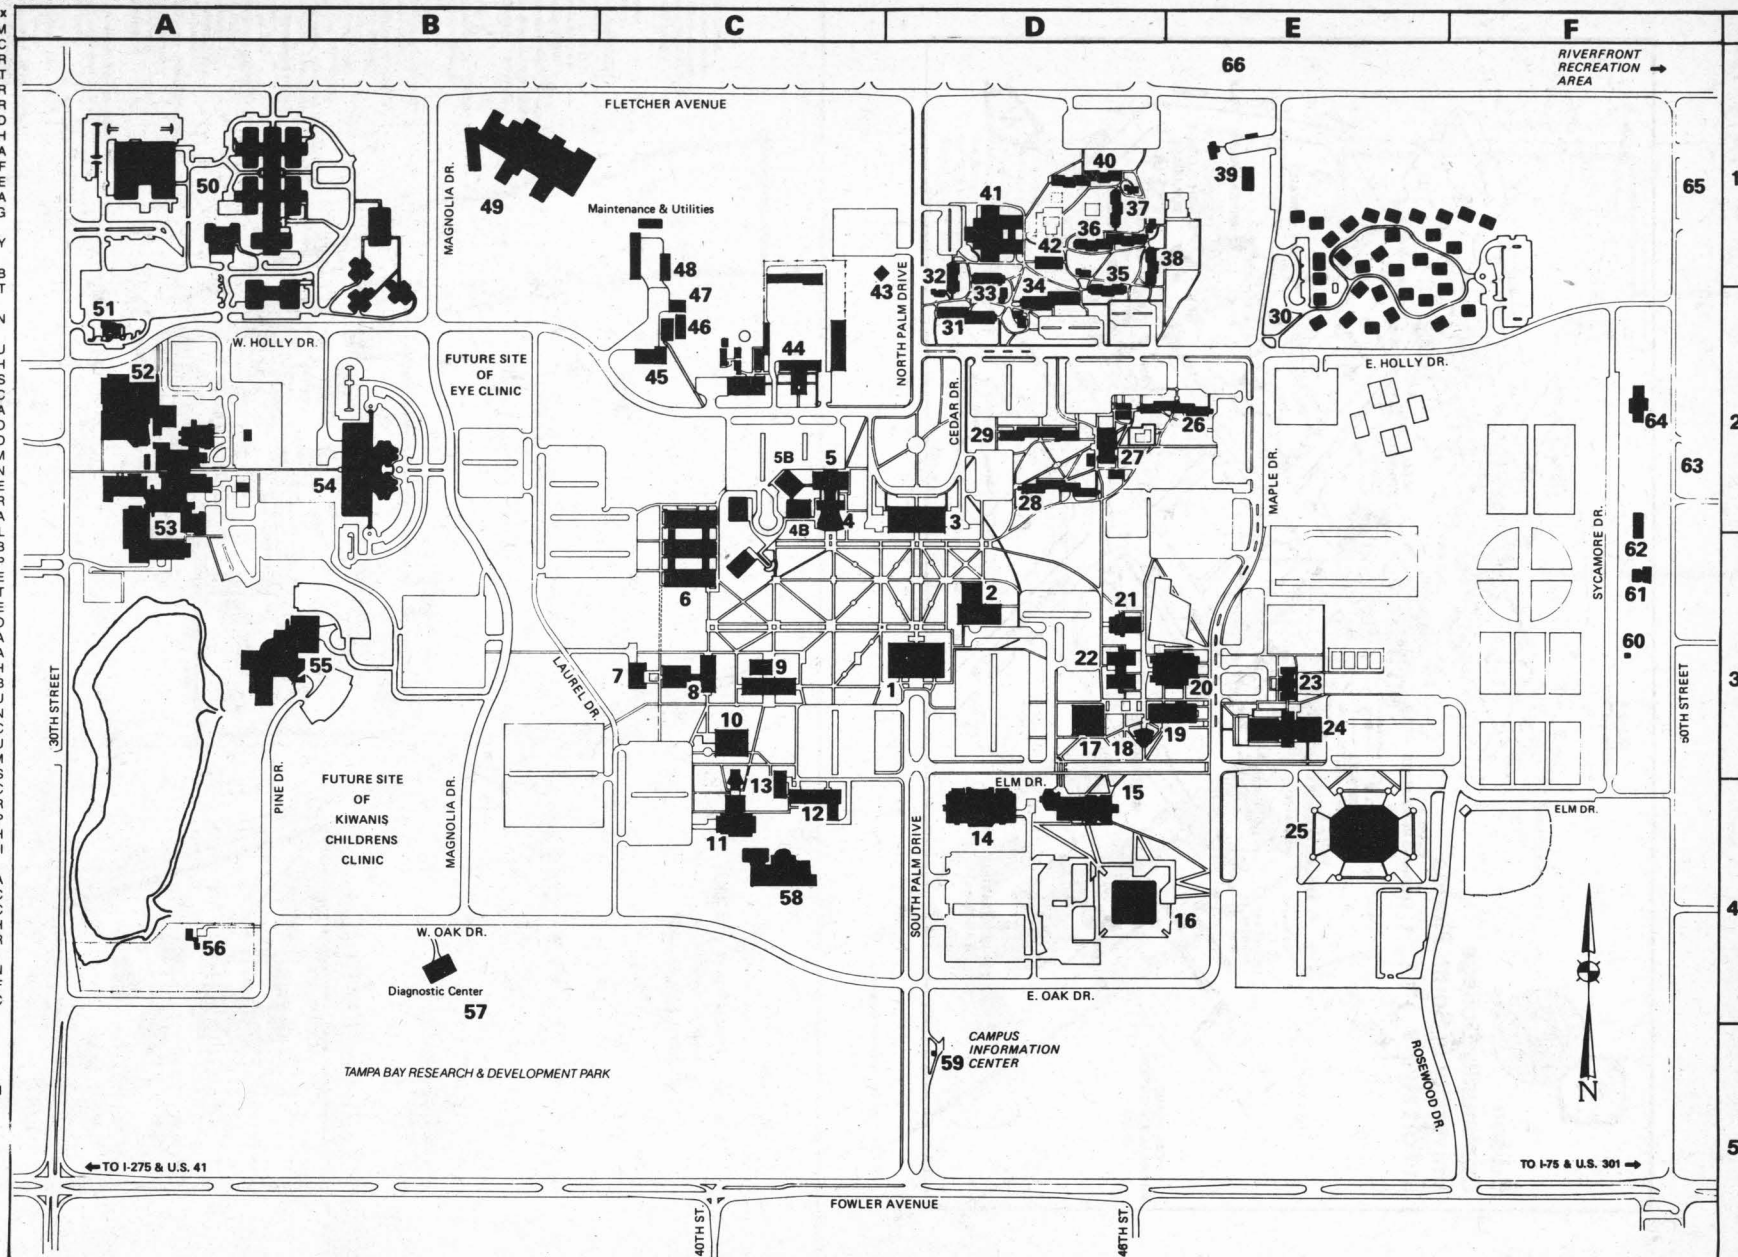 A B C D E F
66
RIVERFRONT
RECREATION →
AREA
FLETCHER AVENUE
1
50
49
MAGNOLIA DR.
Maintenance & Utilities
40
39
65
41
37
36
42
38
48
43
32
33
34
35
47
51
46
31
30
NORTH PALM DRIVE
W. HOLLY DR.
FUTURE SITE
OF
EYE CLINIC
45
44
E. HOLLY DR.
52
CEDAR DR.
29
26
64
2
27
5B
5
MAPLE DR.
63
54
28
53
4B
4
3
62
SYCAMORE DR.
6
2
21
61
60
30TH STREET
55
LAUREL DR.
7
8
9
1
22
20
23
50TH STREET
3
10
17
18
19
24
PINE DR.
FUTURE SITE
OF
KIWANIS
CHILDRENS
CLINIC
MAGNOLIA DR.
13
12
11
ELM DR.
15
14
25
ELM DR.
58
SOUTH PALM DRIVE
16
4
56
W. OAK DR.
Diagnostic Center
57
E. OAK DR.
59
CAMPUS
INFORMATION
CENTER
TAMPA BAY RESEARCH & DEVELOPMENT PARK
ROSEWOOD DR.
N
5
← TO I-275 & U.S. 41
TO I-75 & U.S. 301 →
FOWLER AVENUE
40TH ST.
46TH ST.